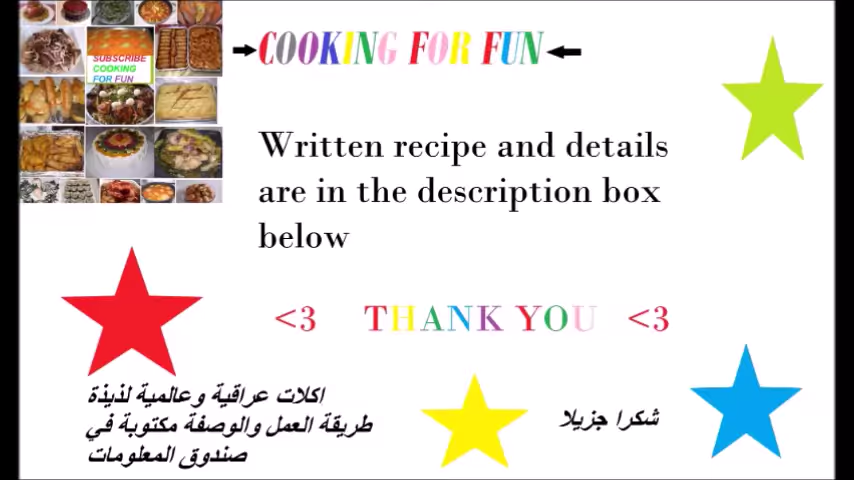 SUBSCRIBE
COOKING
FOR FUN
COOKING FOR FUN
Written recipe and details
are in the description box
below
<3 THANK YOU <3
اكلات عراقية وعالمية لذيذة
طريقة العمل والوصفة مكتوبة في
صندوق المعلومات
شكرا جزيلا